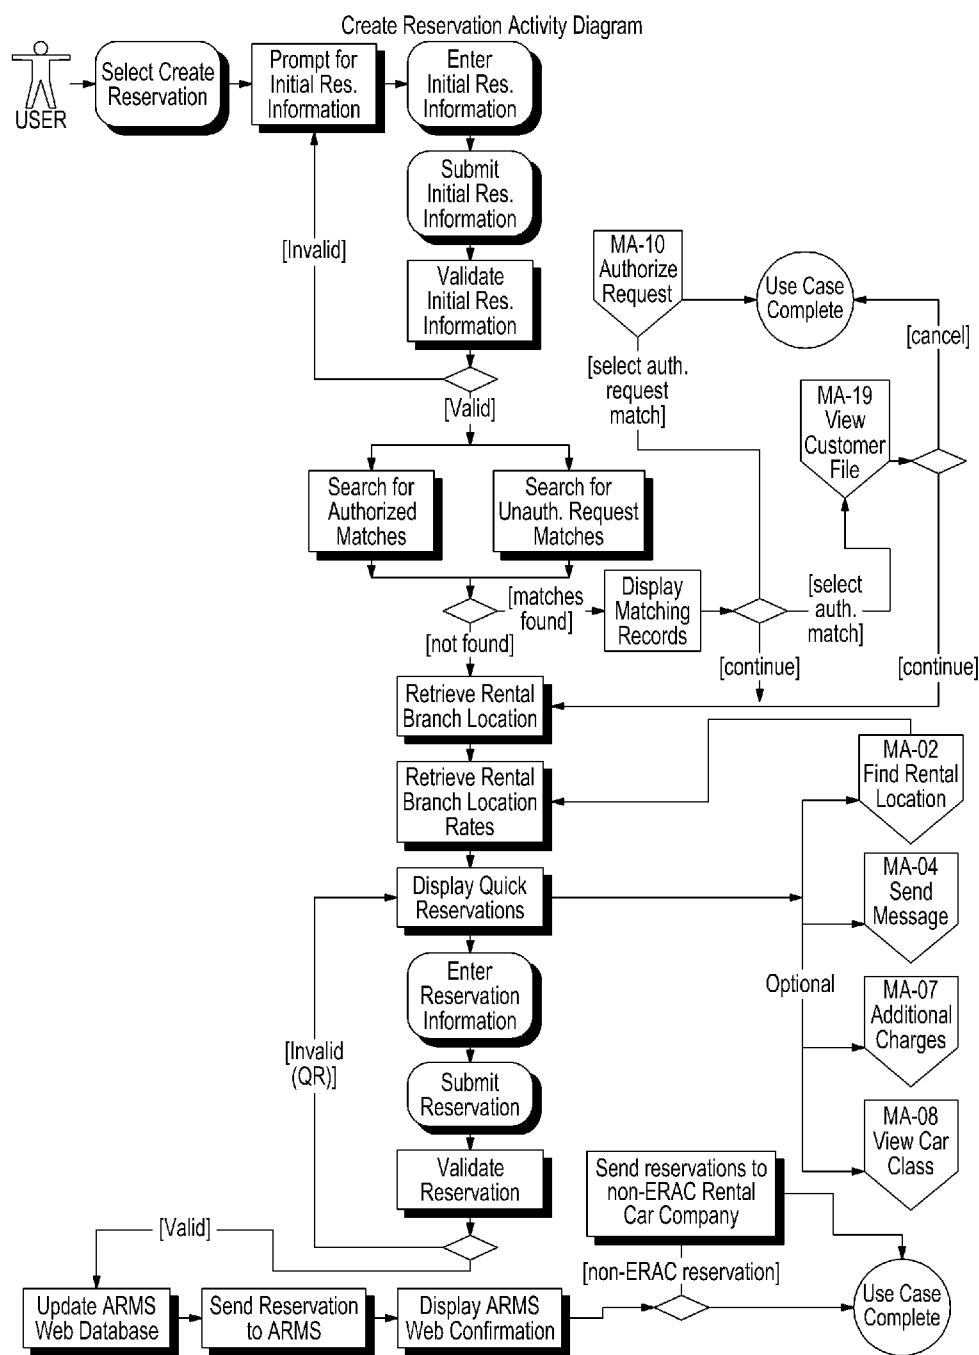 Create Reservation Activity Diagram
USER
Select Create
Reservation
Prompt for
Initial Res.
Information
Enter
Initial Res.
Information
Submit
Initial Res.
Information
[Invalid]
Validate
Initial Res.
Information
[Valid]
MA-10
Authorize
Request
Use Case
Complete
[cancel]
[select auth.
request
match]
MA-19
View
Customer
File
Search for
Authorized
Matches
Search for
Unauth. Request
Matches
[matches
found]
Display
Matching
Records
[select
auth.
match]
[not found]
[continue]
[continue]
Retrieve Rental
Branch Location
Retrieve Rental
Branch Location
Rates
MA-02
Find Rental
Location
Display Quick
Reservations
MA-04
Send
Message
Optional
Enter
Reservation
Information
MA-07
Additional
Charges
[Invalid
(QR)]
Submit
Reservation
MA-08
View Car
Class
Validate
Reservation
Send reservations to
non-ERAC Rental
Car Company
[Valid]
[non-ERAC reservation]
Update ARMS
Web Database
Send Reservation
to ARMS
Display ARMS
Web Confirmation
Use Case
Complete